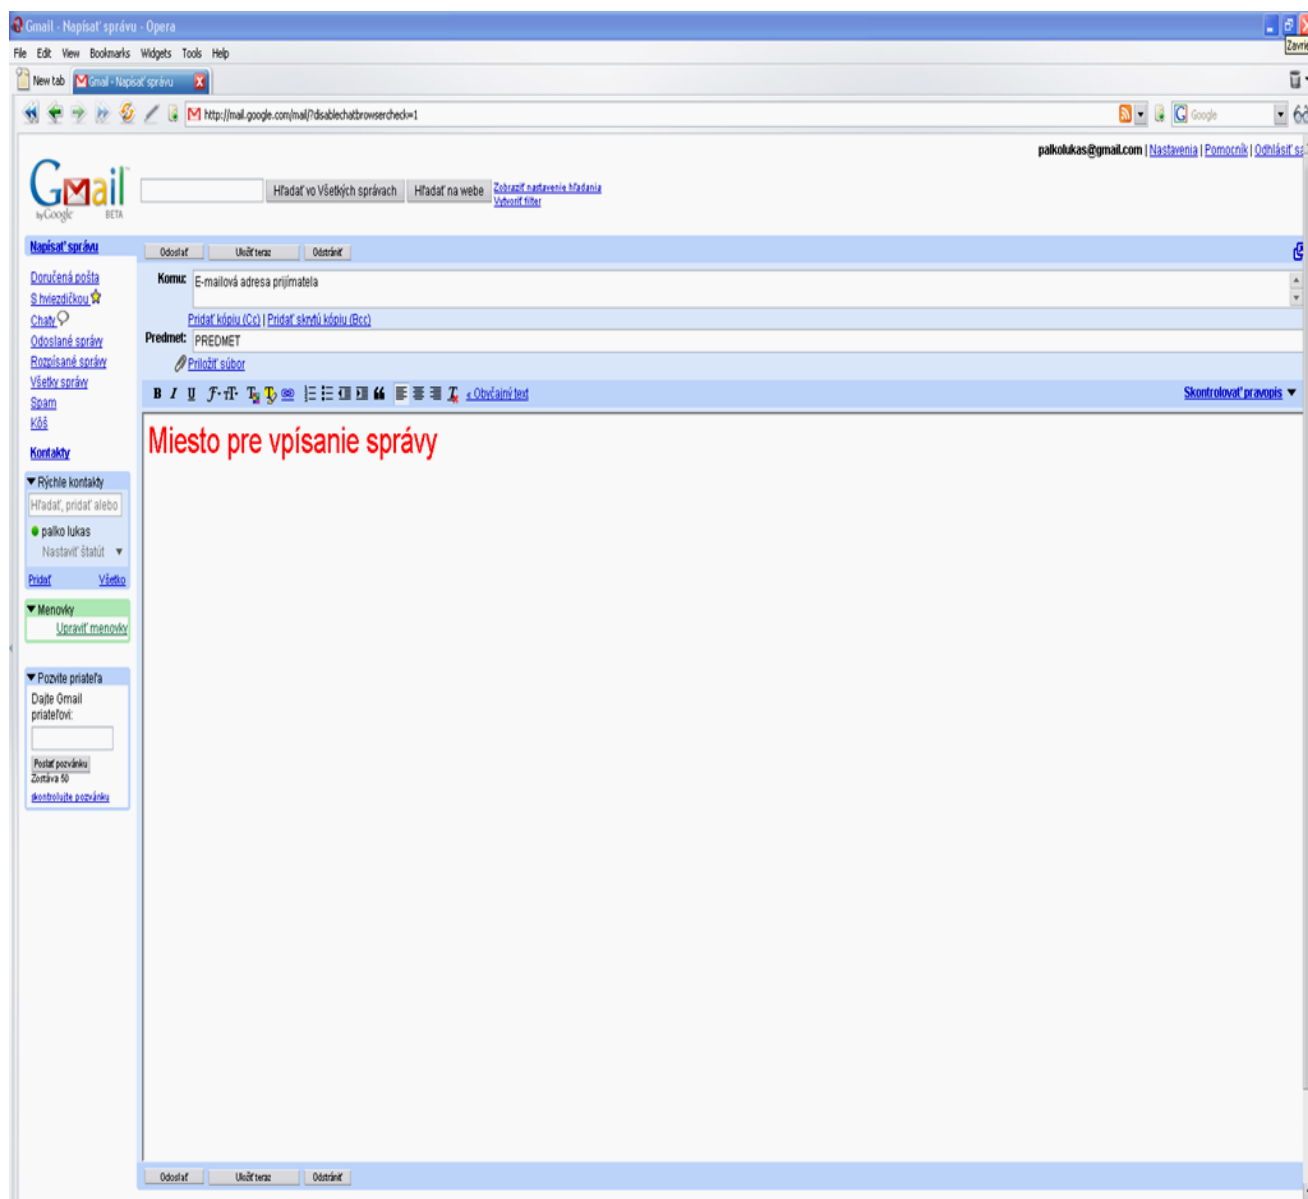 Gmail - Napísať správu - Opera
File Edit View Bookmarks Widgets Tools Help
Zavrie
New tab Gmail - Napísať správu
http://mail.google.com/mail/?disablechatbrowsercheck=1 Google
palkolukas@gmail.com | Nastavenia | Pomocník | Odhlásiť sa
Gmail
by Google BETA
Hľadať vo Všetkých správach Hľadať na webe Zobraziť nastavenie hľadania
Vytvoriť filter
Napísať správu
Odoslať Uložiť teraz Odstrániť
Doručená pošta
Komu: E-mailová adresa prijímatela
S hviezdičkou
Chaty
Pridať kópiu (Cc) | Pridať skrytú kópiu (Bcc)
Odoslané správy
Predmet: PREDMET
Rozpísané správy
Priložiť súbor
Všetky správy
B I U « Obyčajný text Skontrolovať pravopis
Spam
Kôš
Miesto pre vpísanie správy
Kontakty
Rýchle kontakty
Hľadať, pridať alebo
palko lukas
Nastaviť štatút
Pridať Všetko
Menovky
Upraviť menovky
Pozvite priateľa
Dajte Gmail
priateľovi:
Poslať pozvánku
Zostáva 50
skontrolujte pozvánku
Odoslať Uložiť teraz Odstrániť